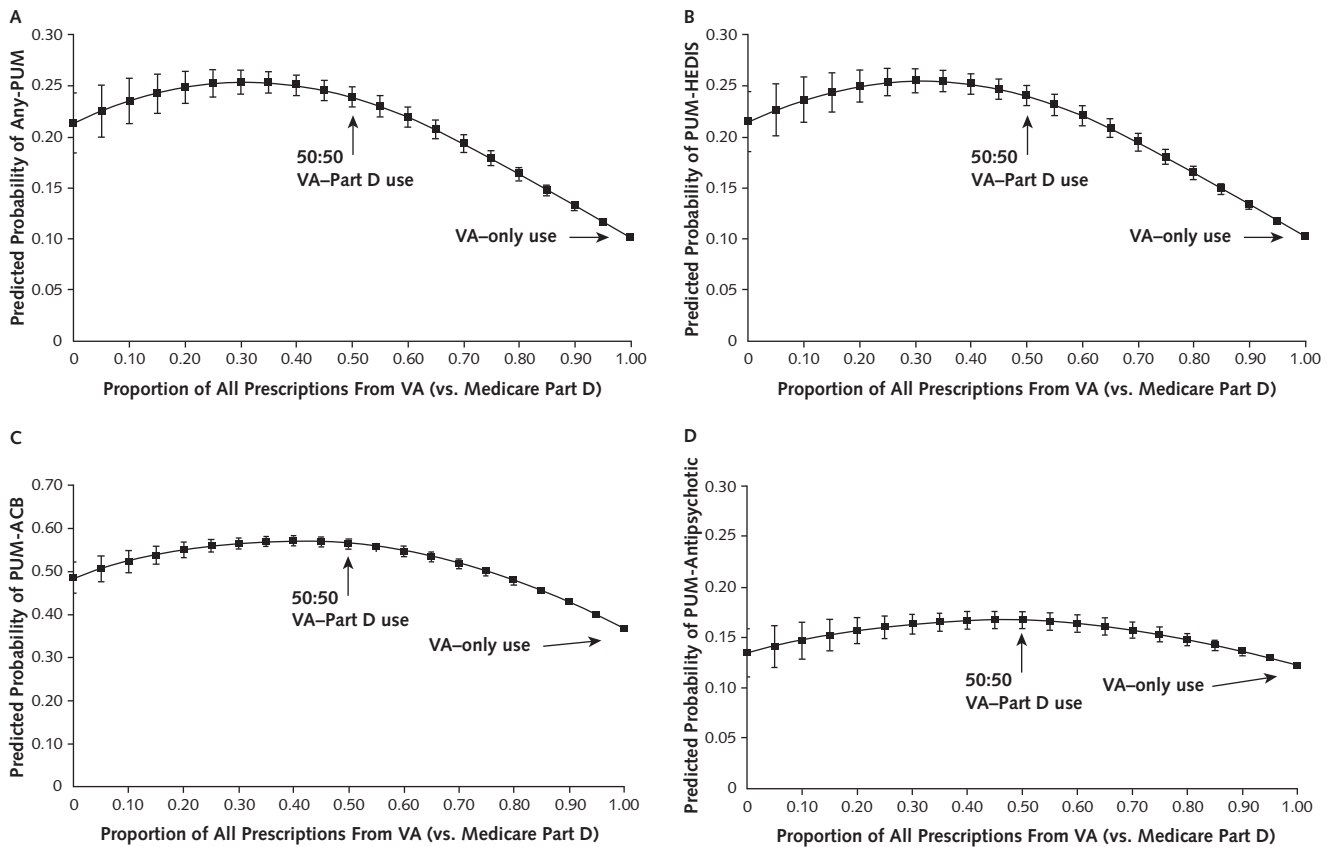 A
Predicted Probability of Any-PUM
0.30
0.25
0.20
0.15
0.10
0.05
0
50:50
VA–Part D use
VA–only use
0 0.10 0.20 0.30 0.40 0.50 0.60 0.70 0.80 0.90 1.00
Proportion of All Prescriptions From VA (vs. Medicare Part D)
B
Predicted Probability of PUM-HEDIS
0.30
0.25
0.20
0.15
0.10
0.05
0
50:50
VA–Part D use
VA–only use
0 0.10 0.20 0.30 0.40 0.50 0.60 0.70 0.80 0.90 1.00
Proportion of All Prescriptions From VA (vs. Medicare Part D)
C
Predicted Probability of PUM-ACB
0.70
0.60
0.50
0.40
0.30
0.20
0.10
0
50:50
VA–Part D use
VA–only use
0 0.10 0.20 0.30 0.40 0.50 0.60 0.70 0.80 0.90 1.00
Proportion of All Prescriptions From VA (vs. Medicare Part D)
D
Predicted Probability of PUM-Antipsychotic
0.30
0.25
0.20
0.15
0.10
0.05
0
50:50
VA–Part D use
VA–only use
0 0.10 0.20 0.30 0.40 0.50 0.60 0.70 0.80 0.90 1.00
Proportion of All Prescriptions From VA (vs. Medicare Part D)